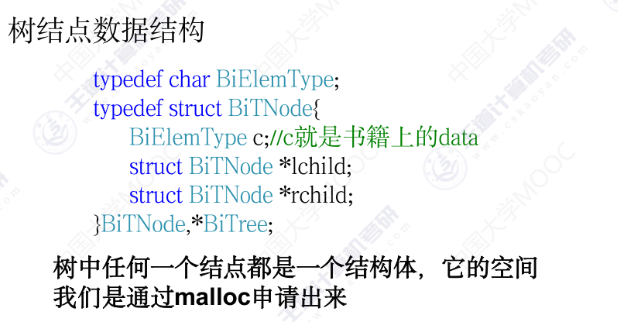 树结点数据结构
typedef char BiElemType;
typedef struct BiTNode{
BiElemType c;//c就是书籍上的data
struct BiTNode *lchild;
struct BiTNode *rchild;
}BiTNode,*BiTree;
树中任何一个结点都是一个结构体，它的空间
我们是通过malloc申请出来